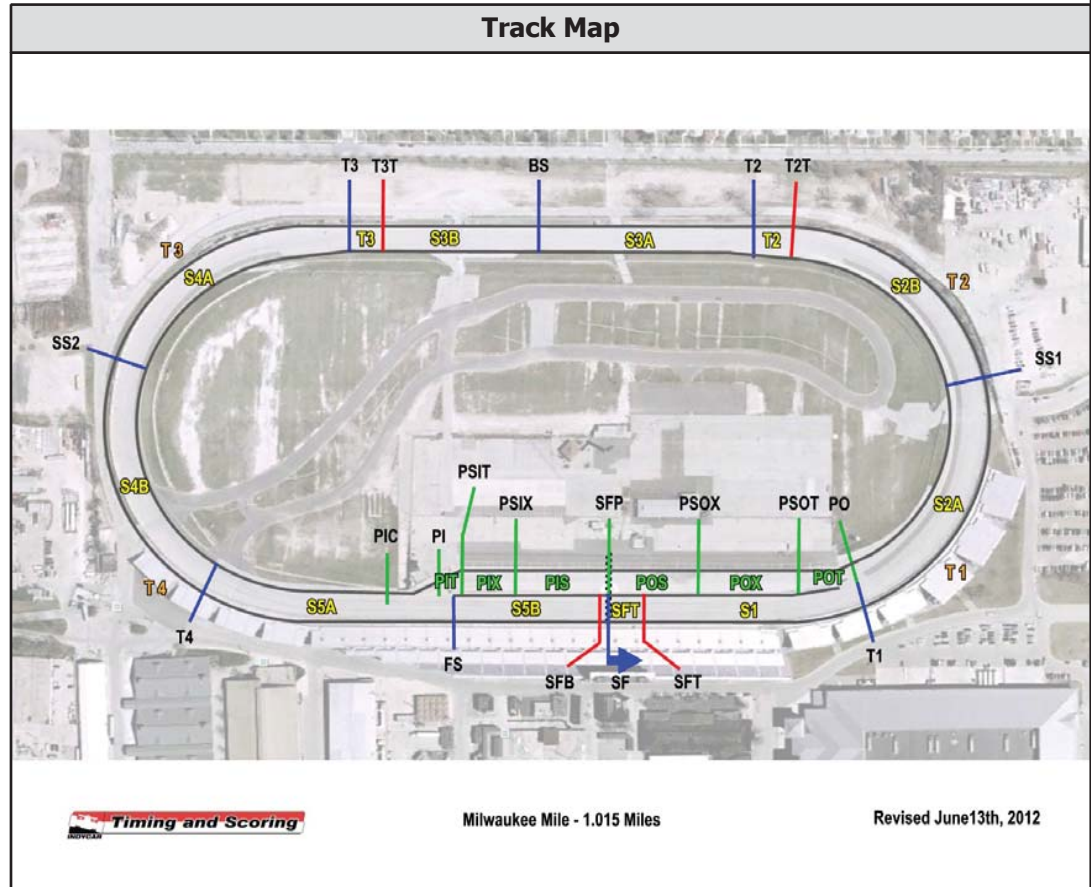 Track Map
T3 T3T BS T2 T2T
T3 S3B S3A T2
T 3 S4A S2B T 2
SS2 SS1
PSIT
S4B PSIX SFP PSOX PSOT PO S2A
PIC PI
T 4 PIT PIX PIS POS POX POT T 1
S5A S5B SFT S1
T4 FS T1
SFB SF SFT
INDYCAR Timing and Scoring
Milwaukee Mile - 1.015 Miles
Revised June13th, 2012